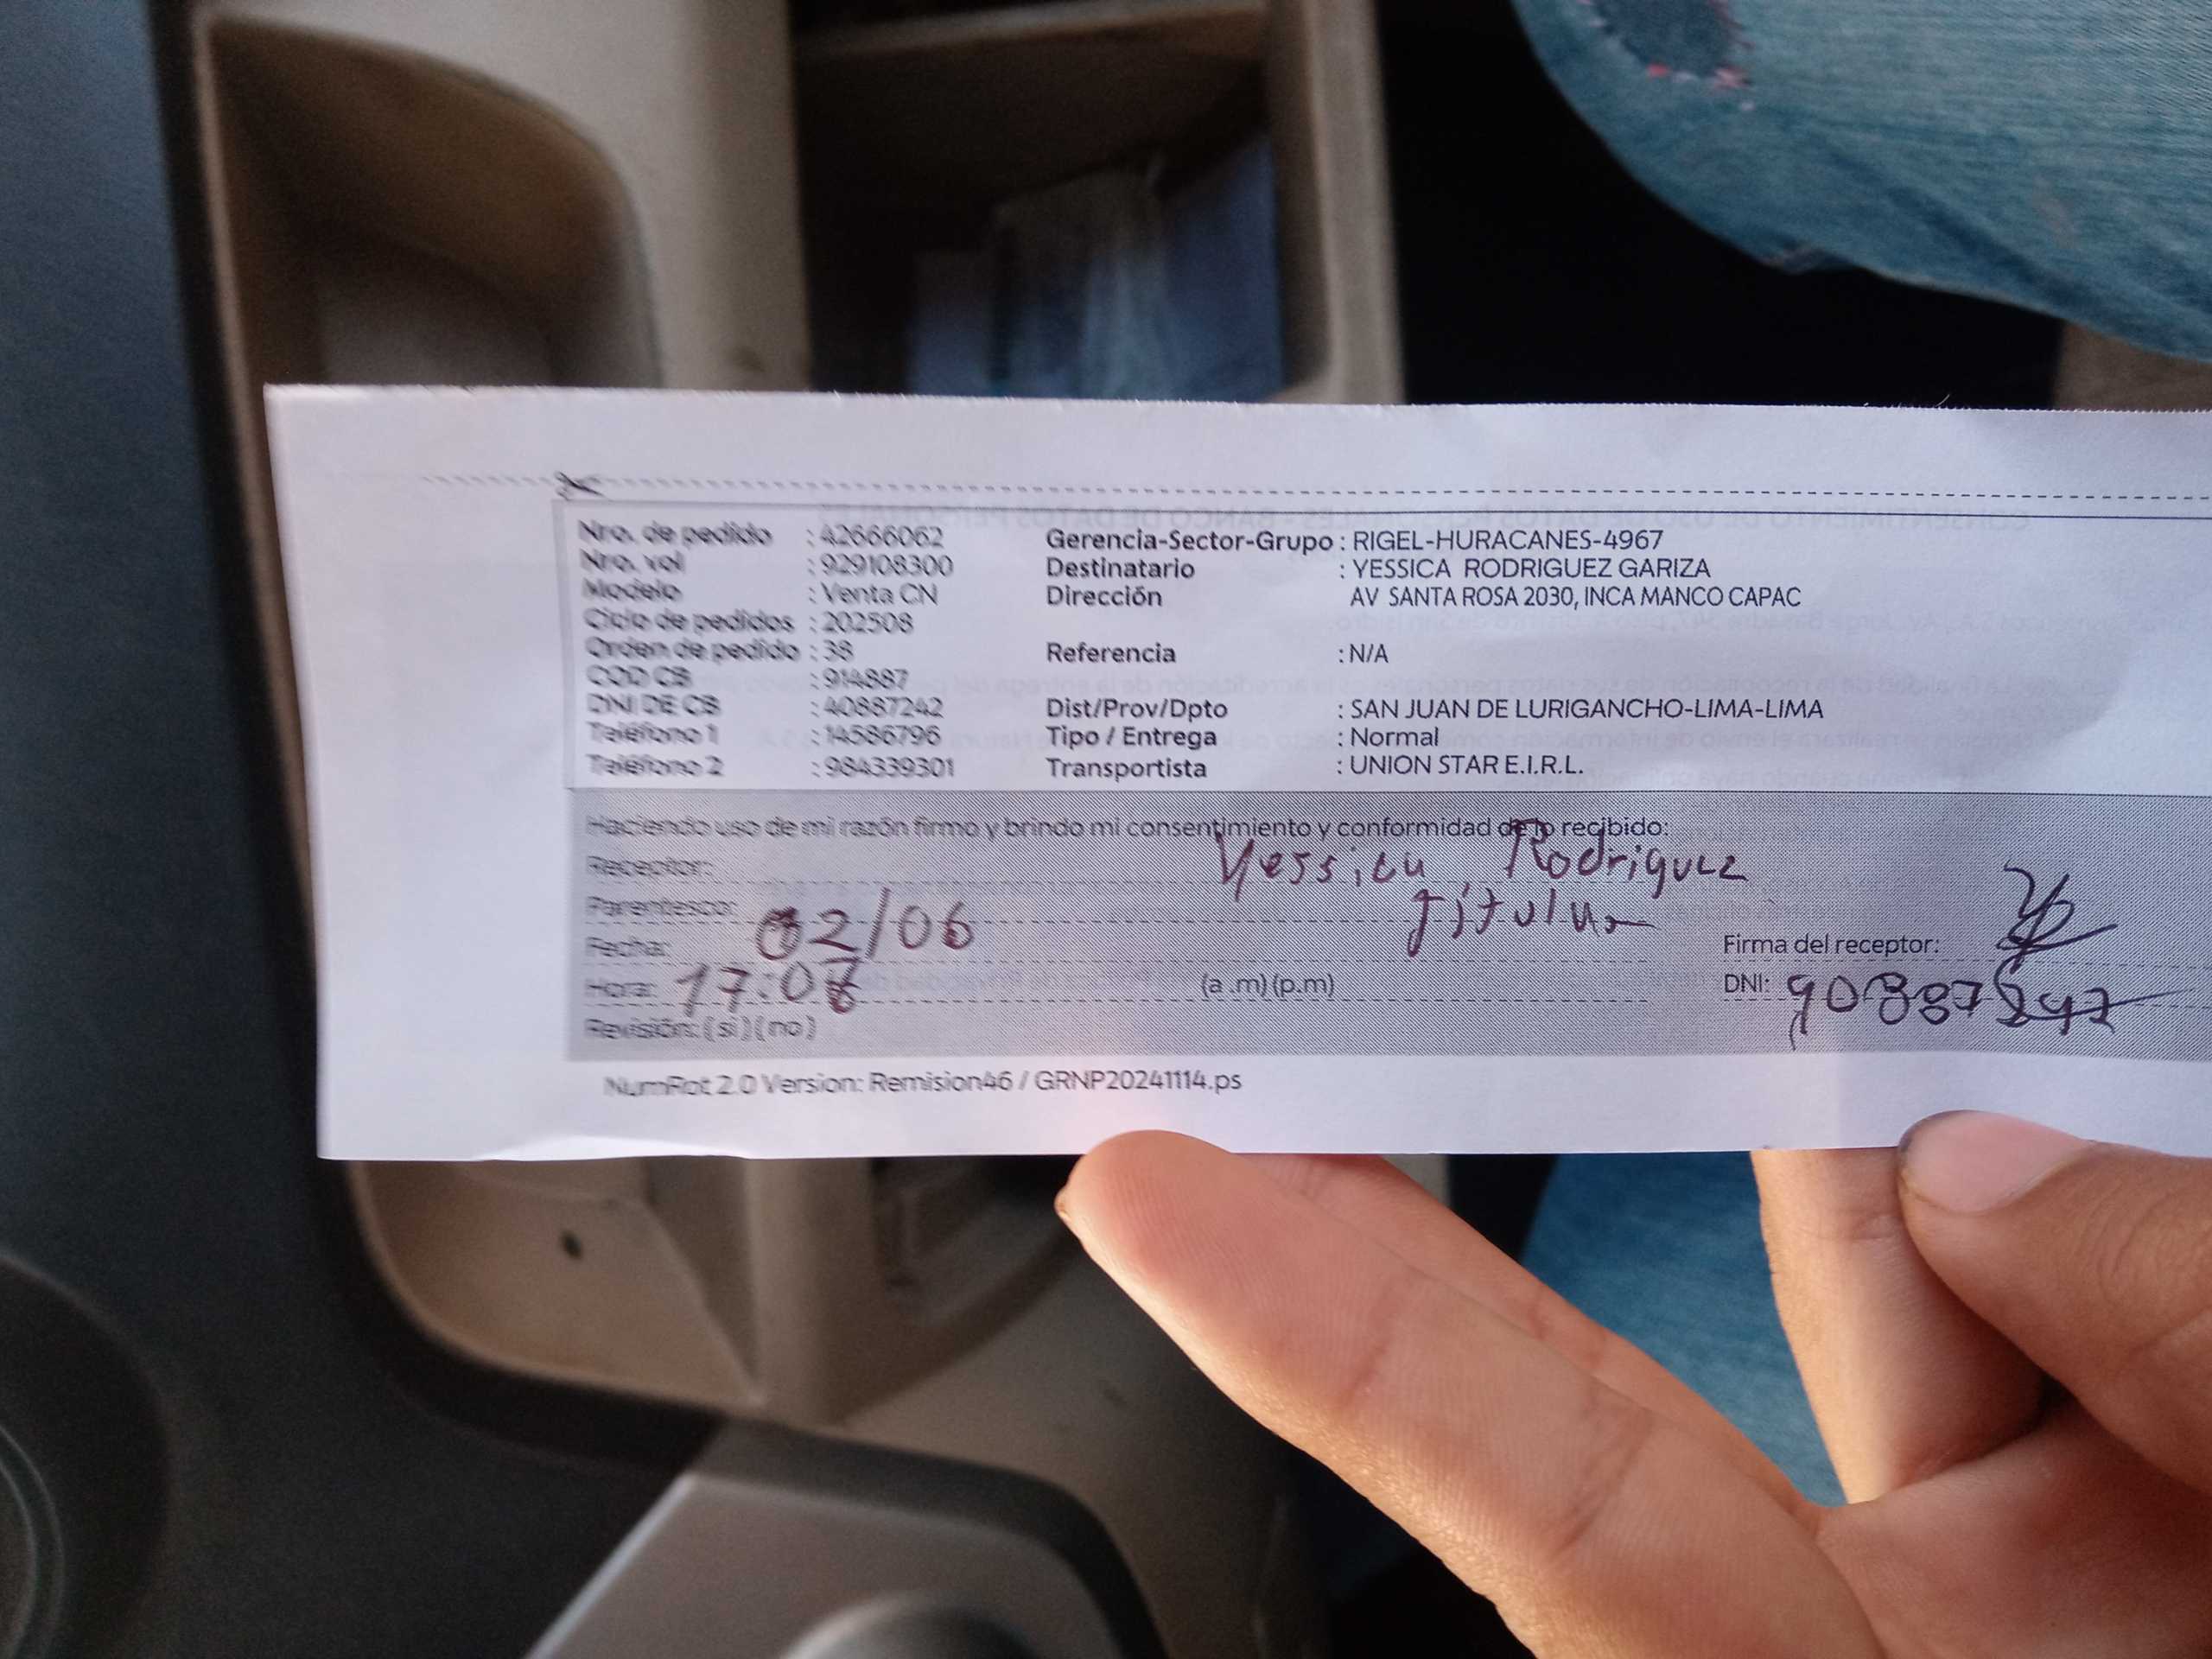 Nro. de pedido : 42666062 Gerencia-Sector-Grupo : RIGEL-HURACANES-4967
Nro. vol : 929108300 Destinatario : YESSICA RODRIGUEZ GARIZA
Modelo : Venta CN Dirección AV SANTA ROSA 2030, INCA MANCO CAPAC
Ciclo de pedidos : 202508
Orden de pedido : 38 Referencia : N/A
COD CB : 914887
DNI DE CB : 40887242 Dist/Prov/Dpto : SAN JUAN DE LURIGANCHO-LIMA-LIMA
Teléfono 1 : 14586796 Tipo / Entrega : Normal
Teléfono 2 : 984339301 Transportista : UNION STAR E.I.R.L.
Haciendo uso de mi razón firmo y brindo mi consentimiento y conformidad de lo recibido:
Receptor: Yessica Rodriguez
Parentesco: Titular
Fecha: 02/06 Firma del receptor:
Hora: 17:08 (a .m) (p.m) DNI:
Revisión: (si) (no)
NumRot 2.0 Version: Remision46 / GRNP20241114.ps